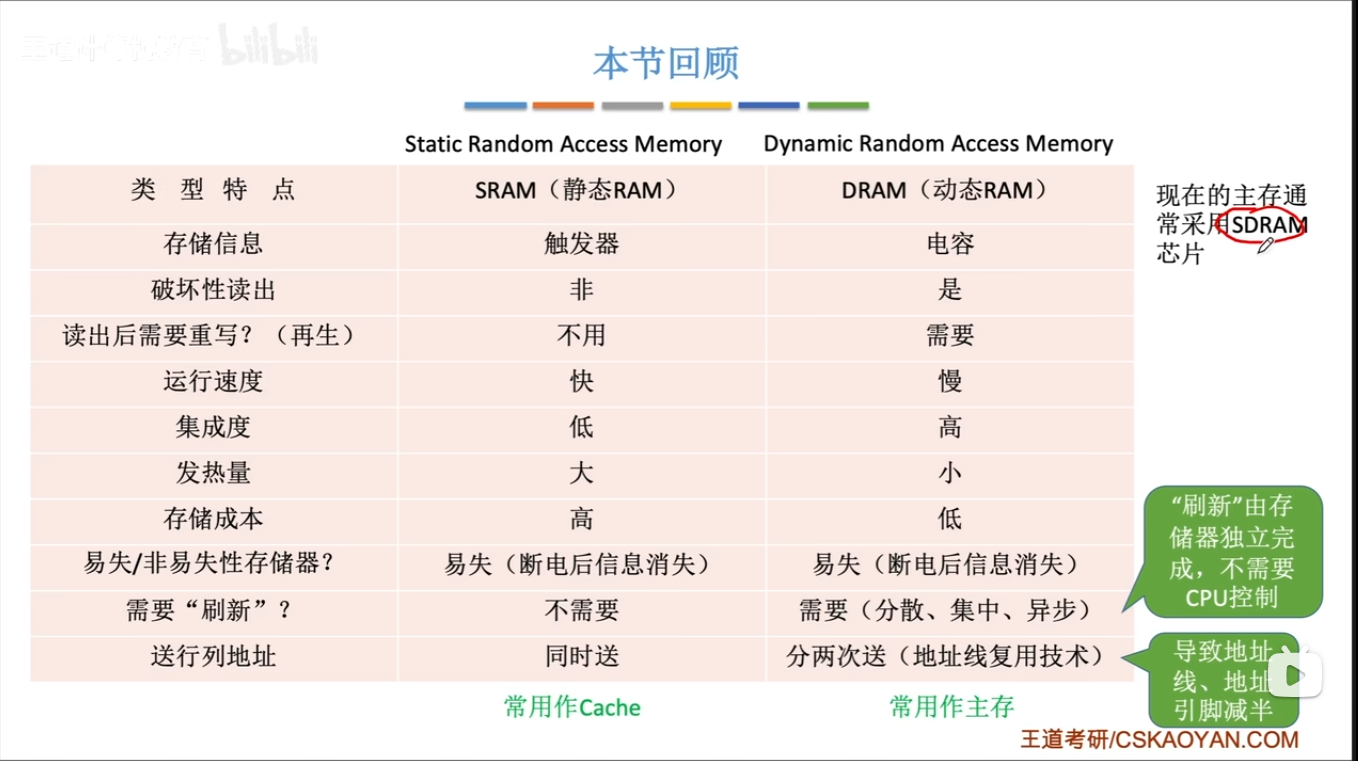 bilibili
本节回顾
Static Random Access Memory Dynamic Random Access Memory
类 型 特 点 SRAM（静态RAM） DRAM（动态RAM）
现在的主存通
常采用SDRAM
芯片
存储信息 触发器 电容
破坏性读出 非 是
读出后需要重写？（再生） 不用 需要
运行速度 快 慢
集成度 低 高
发热量 大 小
存储成本 高 低
易失/非易失性存储器？ 易失（断电后信息消失） 易失（断电后信息消失）
需要“刷新”？ 不需要 需要（分散、集中、异步）
送行列地址 同时送 分两次送（地址线复用技术）
“刷新”由存
储器独立完
成，不需要
CPU控制
导致地址
线、地址
引脚减半
常用作Cache 常用作主存
王道考研/CSKAOYAN.COM